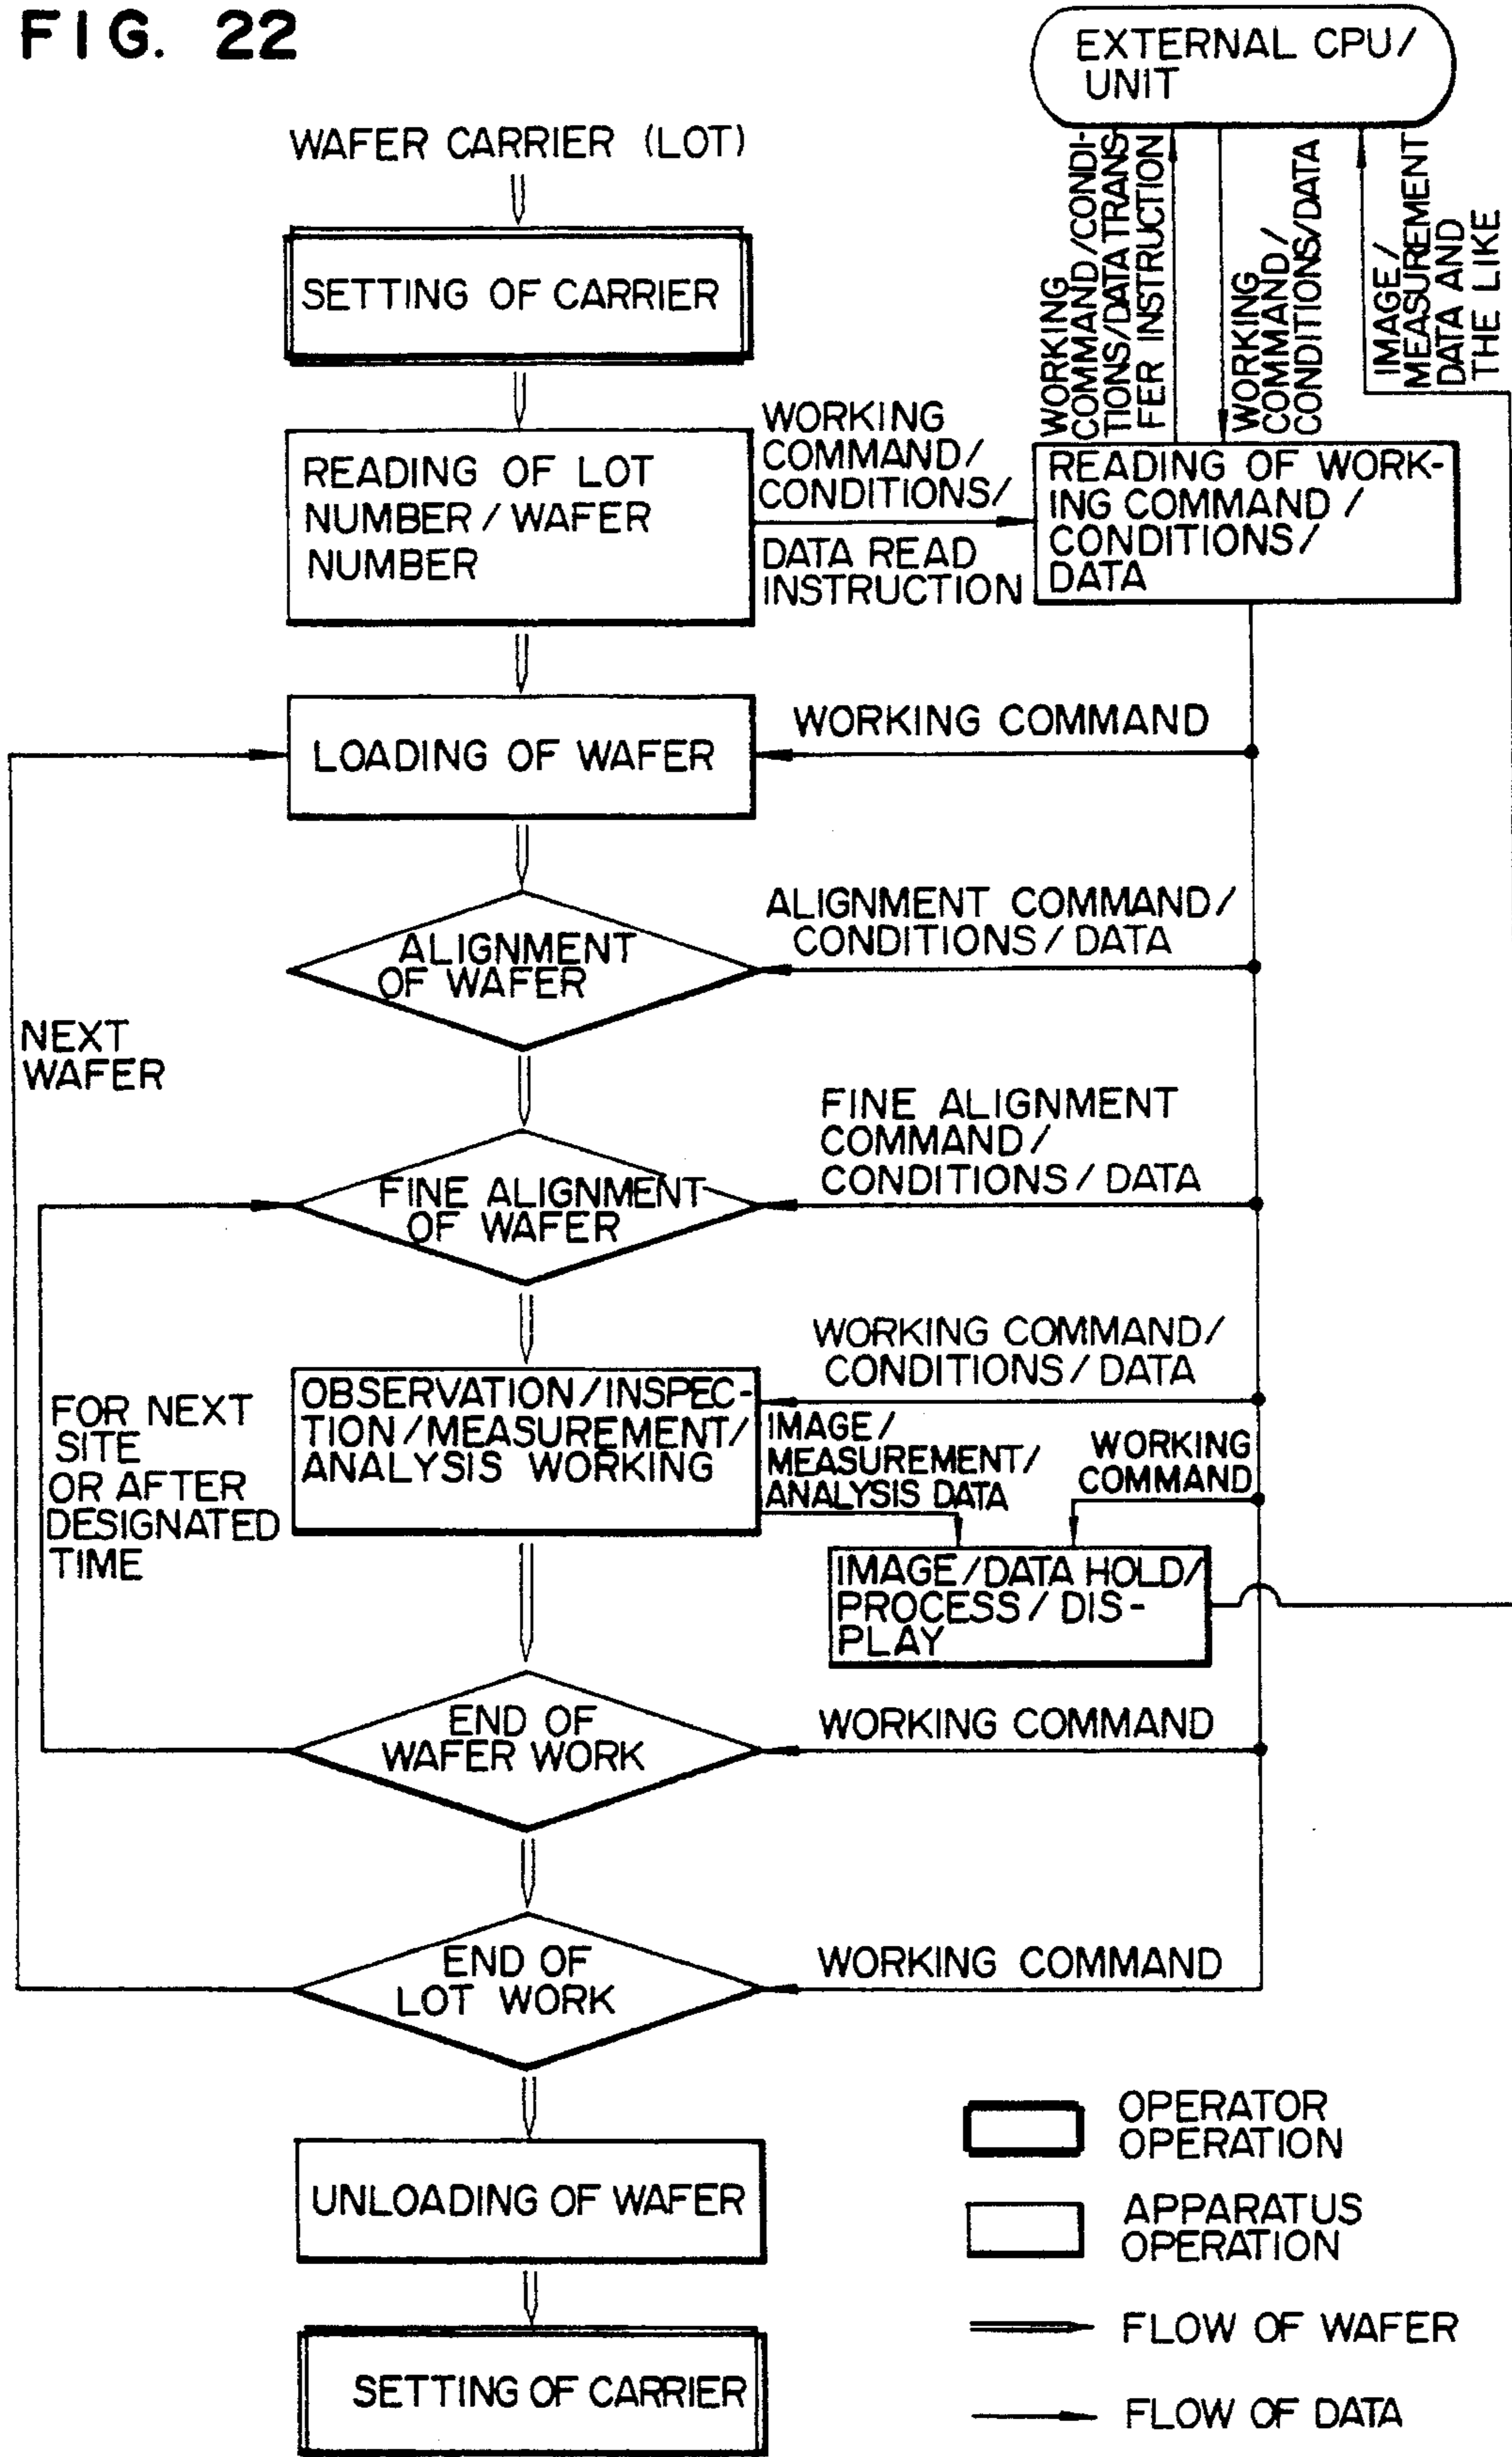 FIG. 22
EXTERNAL CPU/
UNIT
WAFER CARRIER (LOT)
WORKING
COMMAND/CONDI-
TIONS/DATA TRANS
FER INSTRUCTION
WORKING
COMMAND/
CONDITIONS/DATA
IMAGE/
MEASUREMENT
DATA AND
THE LIKE
SETTING OF CARRIER
READING OF LOT
NUMBER/WAFER
NUMBER
WORKING
COMMAND/
CONDITIONS/
DATA READ
INSTRUCTION
READING OF WORK-
ING COMMAND/
CONDITIONS/
DATA
LOADING OF WAFER
WORKING COMMAND
ALIGNMENT
OF WAFER
ALIGNMENT COMMAND/
CONDITIONS/DATA
NEXT
WAFER
FINE ALIGNMENT
OF WAFER
FINE ALIGNMENT
COMMAND/
CONDITIONS/DATA
FOR NEXT
SITE
OR AFTER
DESIGNATED
TIME
OBSERVATION/INSPEC-
TION/MEASUREMENT/
ANALYSIS WORKING
WORKING COMMAND/
CONDITIONS/DATA
IMAGE/
MEASUREMENT/
ANALYSIS DATA
WORKING
COMMAND
IMAGE/DATA HOLD/
PROCESS/DIS-
PLAY
END OF
WAFER WORK
WORKING COMMAND
END OF
LOT WORK
WORKING COMMAND
UNLOADING OF WAFER
SETTING OF CARRIER
OPERATOR
OPERATION
APPARATUS
OPERATION
FLOW OF WAFER
FLOW OF DATA